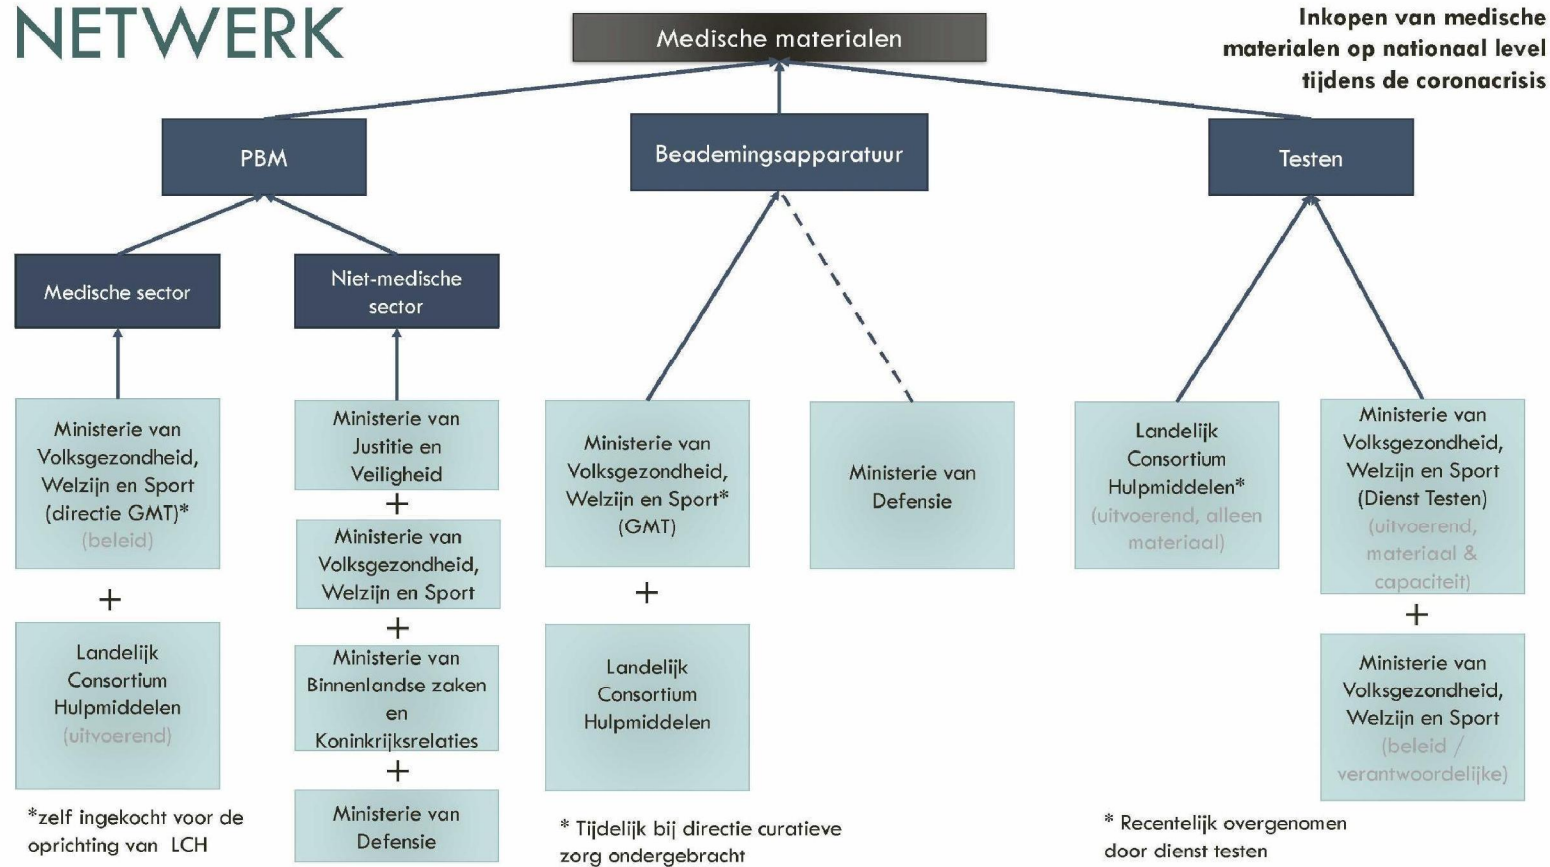 NETWERK
Inkopen van medische
materialen op nationaal level
tijdens de coronacrisis
Medische materialen
PBM
Beademingsapparatuur
Testen
Medische sector
Niet-medische
sector
Ministerie van
Volksgezondheid,
Welzijn en Sport
(directie GMT)*
(beleid)
+
Landelijk
Consortium
Hulpmiddelen
(uitvoerend)
*zelf ingekocht voor de
oprichting van LCH
Ministerie van
Justitie en
Veiligheid
+
Ministerie van
Volksgezondheid,
Welzijn en Sport
+
Ministerie van
Binnenlandse zaken
en
Koninkrijksrelaties
+
Ministerie van
Defensie
Ministerie van
Volksgezondheid,
Welzijn en Sport*
(GMT)
+
Landelijk
Consortium
Hulpmiddelen
* Tijdelijk bij directie curatieve
zorg ondergebracht
Ministerie van
Defensie
Landelijk
Consortium
Hulpmiddelen*
(uitvoerend, alleen
materiaal)
* Recentelijk overgenomen
door dienst testen
Ministerie van
Volksgezondheid,
Welzijn en Sport
(Dienst Testen)
(uitvoerend,
materiaal &
capaciteit)
+
Ministerie van
Volksgezondheid,
Welzijn en Sport
(beleid /
verantwoordelijke)